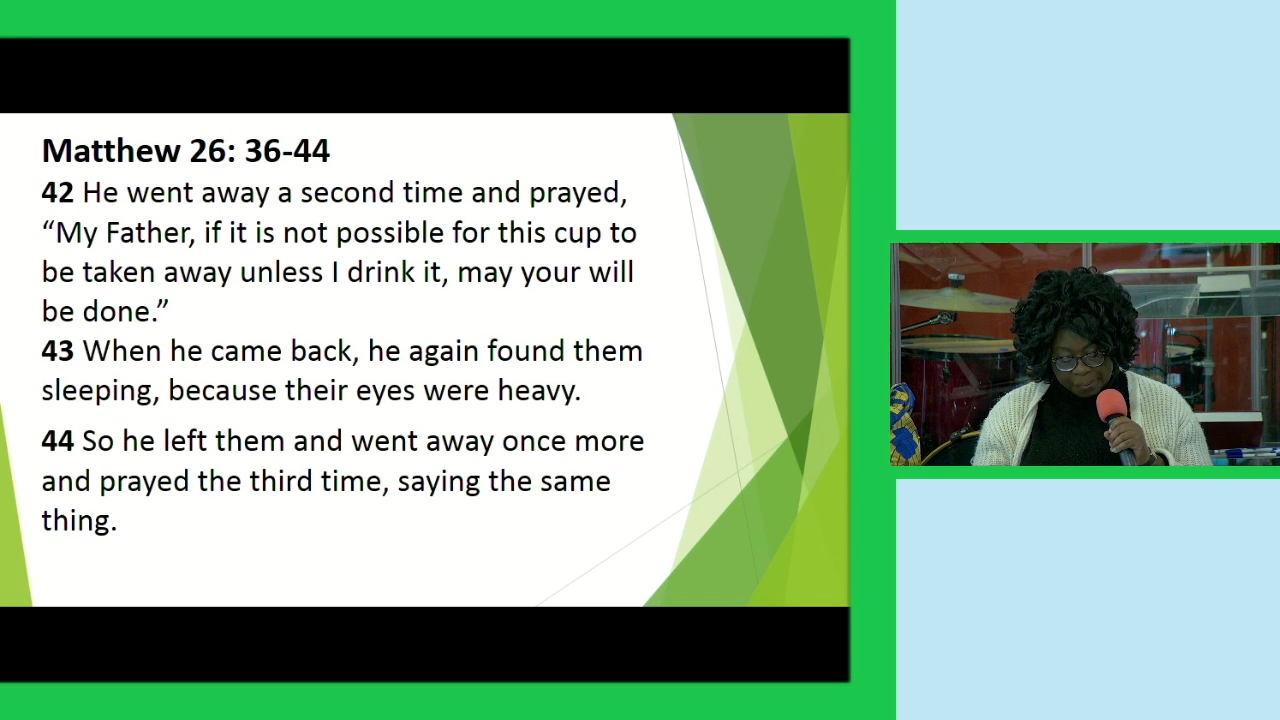 Matthew 26: 36-44
42 He went away a second time and prayed,
“My Father, if it is not possible for this cup to
be taken away unless I drink it, may your will
be done.”
43 When he came back, he again found them
sleeping, because their eyes were heavy.
44 So he left them and went away once more
and prayed the third time, saying the same
thing.